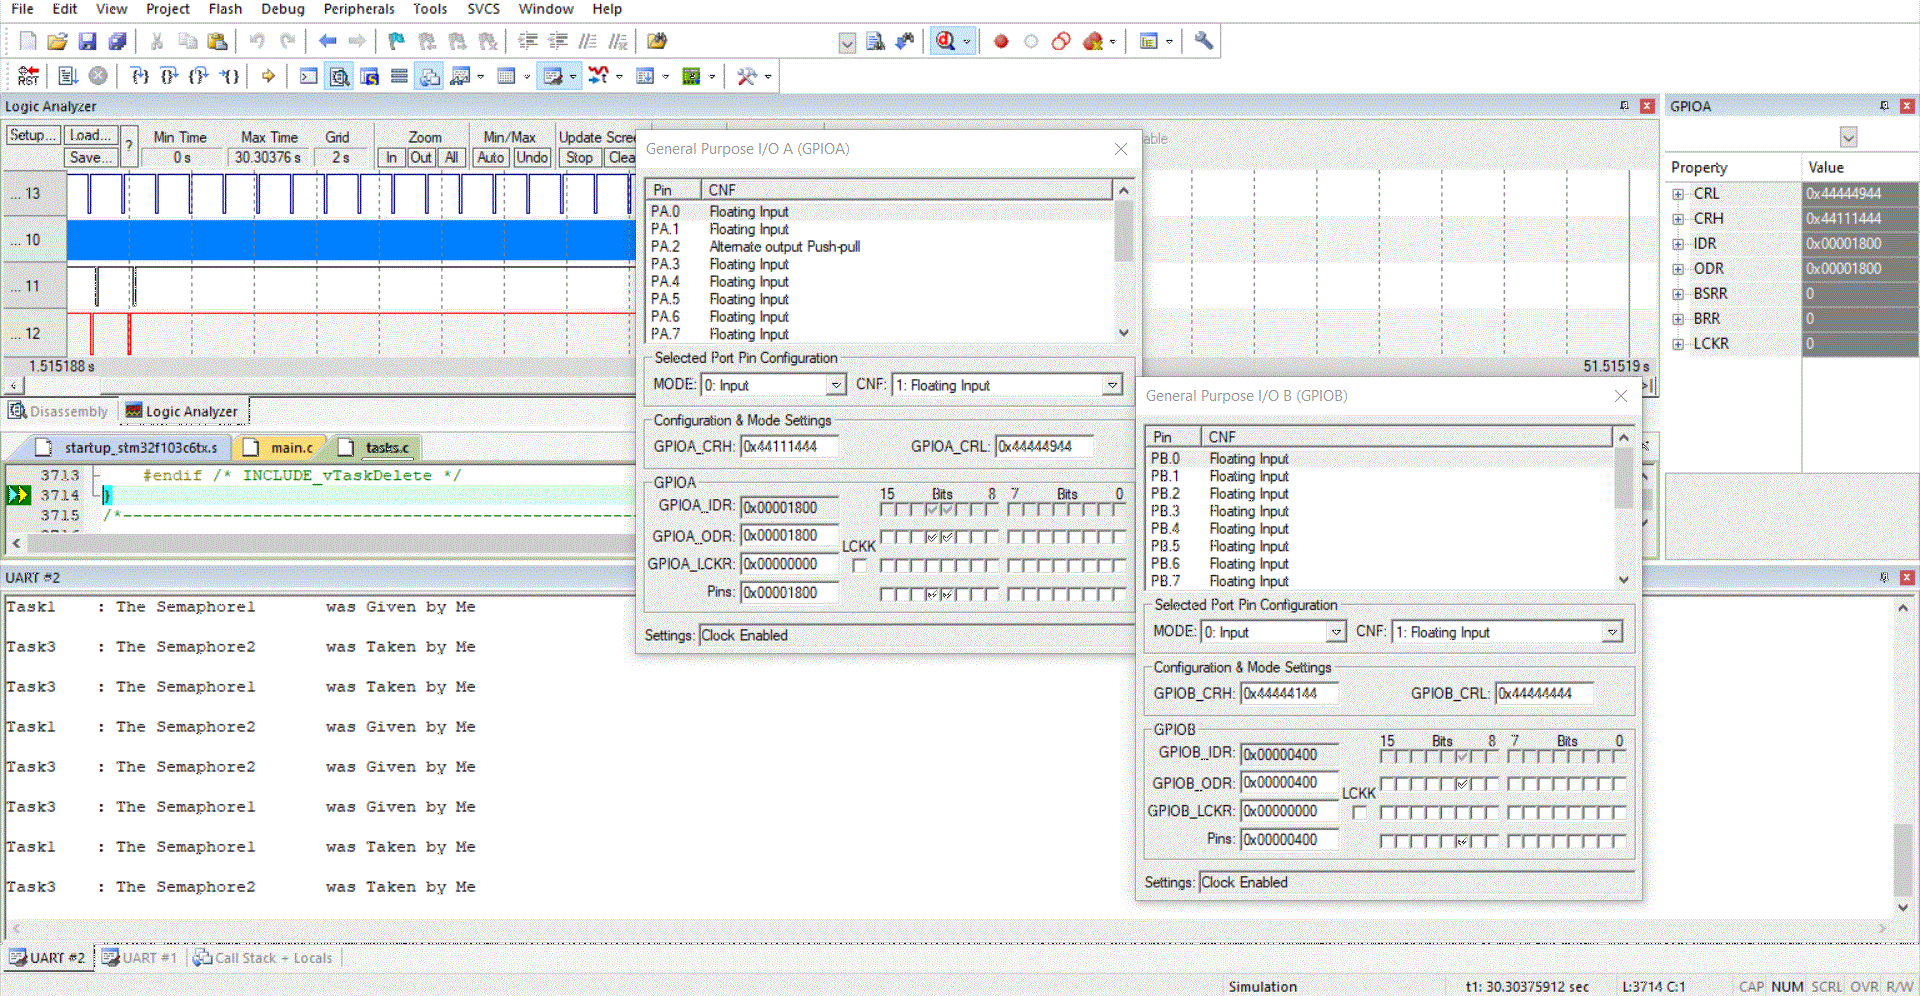 File Edit View Project Flash Debug Peripherals Tools SVCS Window Help
RST
Logic Analyzer
Setup... Load... Save... ? Min Time 0 s Max Time 30.30376 s Grid 2 s Zoom In Out All Min/Max Auto Undo Update Scree Stop Clea able
... 13
... 10
... 11
... 12
1.515188 s 51.51519 s
Disassembly Logic Analyzer
startup_stm32f103c6tx.s main.c tasks.c
3713 #endif /* INCLUDE_vTaskDelete */
3714 }
3715 /*----------------------------------------------------
General Purpose I/O A (GPIOA)
Pin CNF
PA.0 Floating Input
PA.1 Floating Input
PA.2 Alternate output Push-pull
PA.3 Floating Input
PA.4 Floating Input
PA.5 Floating Input
PA.6 Floating Input
PA.7 Floating Input
Selected Port Pin Configuration
MODE: 0: Input CNF: 1: Floating Input
Configuration & Mode Settings
GPIOA_CRH: 0x44111444 GPIOA_CRL: 0x44444944
GPIOA
15 Bits 8 7 Bits 0
GPIOA_IDR: 0x00001800
GPIOA_ODR: 0x00001800
LCKK
GPIOA_LCKR: 0x00000000
Pins: 0x00001800
Settings: Clock Enabled
General Purpose I/O B (GPIOB)
Pin CNF
PB.0 Floating Input
PB.1 Floating Input
PB.2 Floating Input
PB.3 Floating Input
PB.4 Floating Input
PB.5 Floating Input
PB.6 Floating Input
PB.7 Floating Input
Selected Port Pin Configuration
MODE: 0: Input CNF: 1: Floating Input
Configuration & Mode Settings
GPIOB_CRH: 0x44444144 GPIOB_CRL: 0x44444444
GPIOB
15 Bits 8 7 Bits 0
GPIOB_IDR: 0x00000400
GPIOB_ODR: 0x00000400
LCKK
GPIOB_LCKR: 0x00000000
Pins: 0x00000400
Settings: Clock Enabled
GPIOA
Property Value
CRL 0x44444944
CRH 0x44111444
IDR 0x00001800
ODR 0x00001800
BSRR 0
BRR 0
LCKR 0
UART #2
Task1 : The Semaphore1 was Given by Me
Task3 : The Semaphore2 was Taken by Me
Task3 : The Semaphore1 was Taken by Me
Task1 : The Semaphore2 was Given by Me
Task3 : The Semaphore2 was Given by Me
Task3 : The Semaphore1 was Given by Me
Task1 : The Semaphore1 was Taken by Me
Task3 : The Semaphore2 was Taken by Me
UART #2 UART #1 Call Stack + Locals
Simulation t1: 30.30375912 sec L:3714 C:1 CAP NUM SCRL OVR R/W